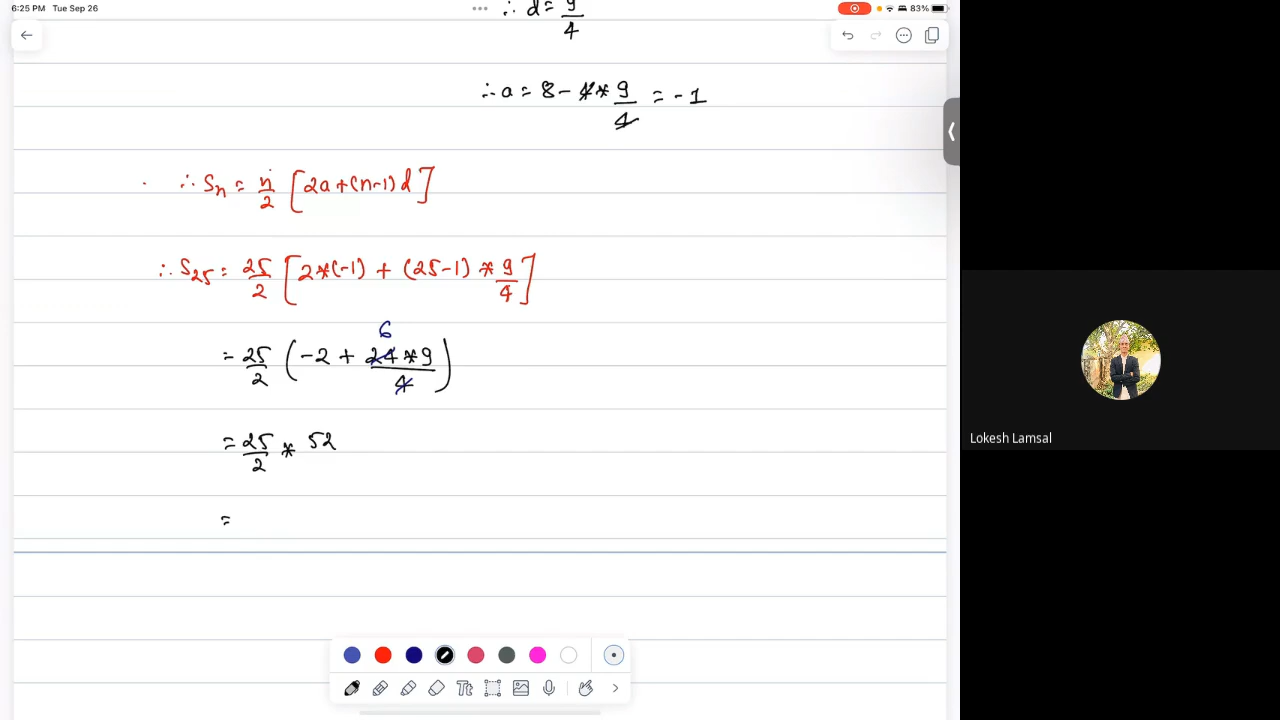 6:25 PM Tue Sep 26
83%
∴ d = 9/4
∴ a = 8 - 4 * 9/4 = -1
∴ Sn = n/2 [2a + (n-1) d]
∴ S25 = 25/2 [2*(-1) + (25-1) * 9/4]
6
= 25/2 (-2 + 24*9/4)
= 25/2 * 52
=
Tt
Lokesh Lamsal